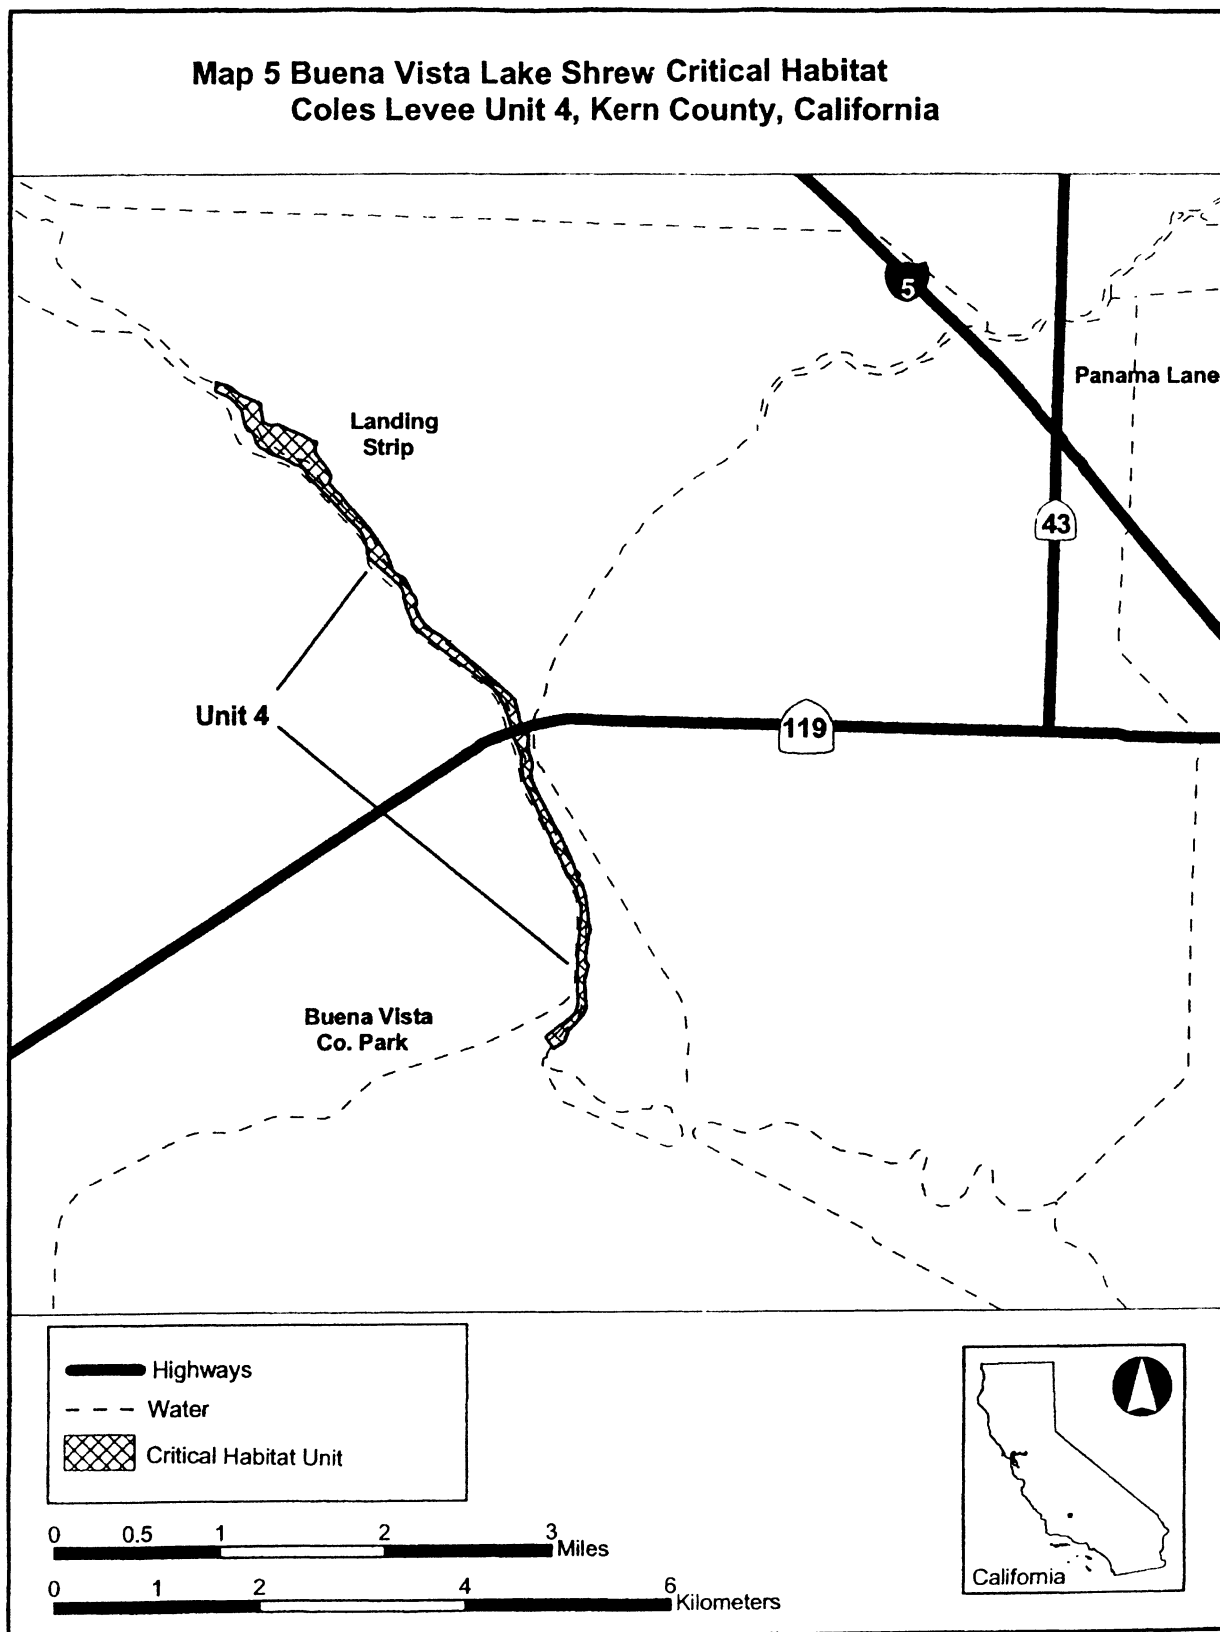 Map 5 Buena Vista Lake Shrew Critical Habitat
Coles Levee Unit 4, Kern County, California
5
Panama Lane
Landing
Strip
43
Unit 4
119
Buena Vista
Co. Park
Highways
Water
Critical Habitat Unit
0 0.5 1 2 3 Miles
0 1 2 4 6 Kilometers
California